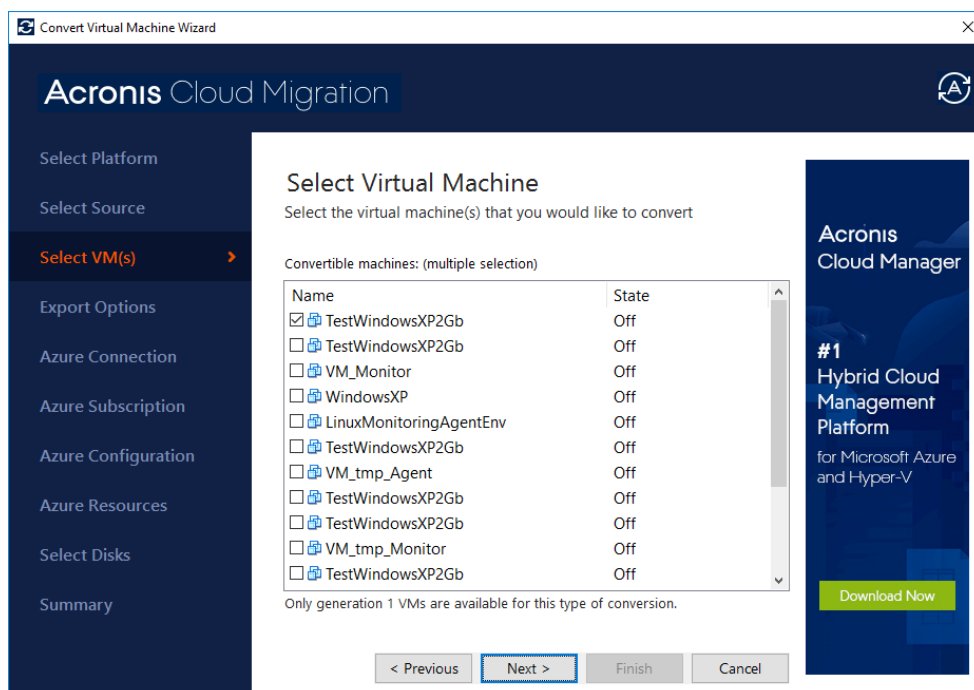 Convert Virtual Machine Wizard
Acronis Cloud Migration
Select Platform
Select Source
Select VM(s)
Export Options
Azure Connection
Azure Subscription
Azure Configuration
Azure Resources
Select Disks
Summary
Select Virtual Machine
Select the virtual machine(s) that you would like to convert
Convertible machines: (multiple selection)
Name State
TestWindowsXP2Gb Off
TestWindowsXP2Gb Off
VM_Monitor Off
WindowsXP Off
LinuxMonitoringAgentEnv Off
TestWindowsXP2Gb Off
VM_tmp_Agent Off
TestWindowsXP2Gb Off
TestWindowsXP2Gb Off
VM_tmp_Monitor Off
TestWindowsXP2Gb Off
Only generation 1 VMs are available for this type of conversion.
< Previous Next > Finish Cancel
Acronis
Cloud Manager
#1
Hybrid Cloud
Management
Platform
for Microsoft Azure
and Hyper-V
Download Now